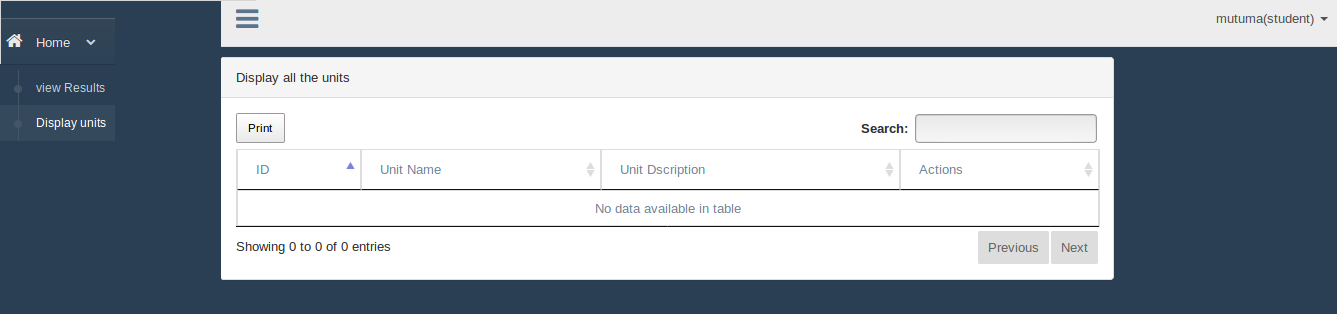 mutuma(student)
Home
view Results
Display units
Display all the units
Print
Search:
ID Unit Name Unit Dscription Actions
No data available in table
Showing 0 to 0 of 0 entries
Previous Next